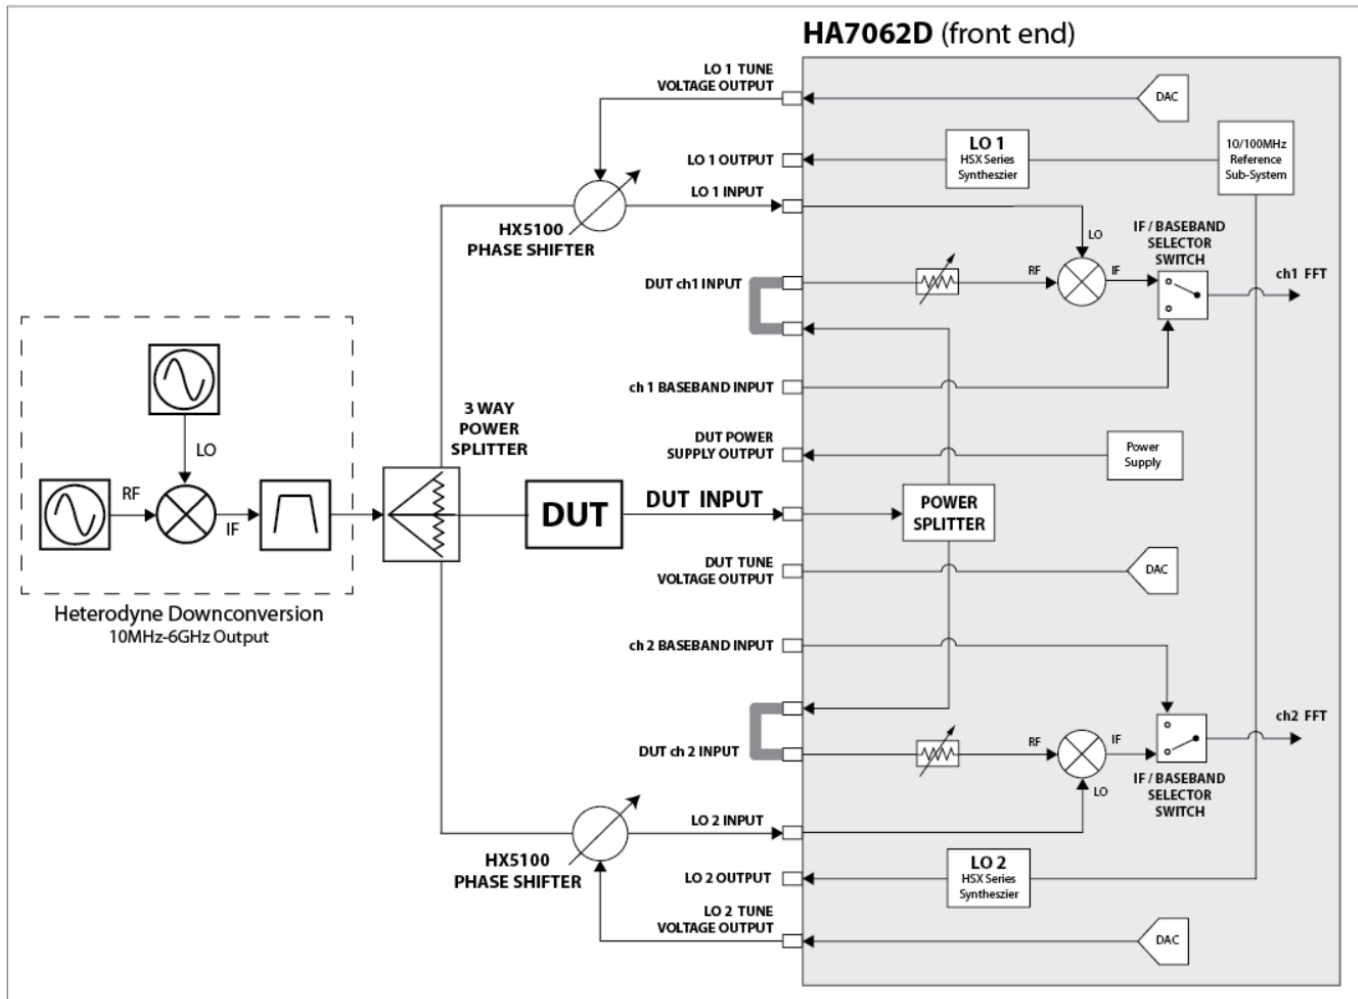 HA7062D (front end)
LO 1 TUNE
VOLTAGE OUTPUT
DAC
LO 1 OUTPUT
LO 1
HSX Series
Syntheszier
10/100MHz
Reference
Sub-System
LO 1 INPUT
HX5100
PHASE SHIFTER
LO
IF / BASEBAND
SELECTOR
SWITCH
DUT ch1 INPUT
RF
IF
ch1 FFT
ch 1 BASEBAND INPUT
3 WAY
POWER
SPLITTER
DUT POWER
SUPPLY OUTPUT
Power
Supply
LO
RF
IF
DUT
DUT INPUT
POWER
SPLITTER
DUT TUNE
VOLTAGE OUTPUT
DAC
Heterodyne Downconversion
10MHz-6GHz Output
ch 2 BASEBAND INPUT
ch2 FFT
DUT ch 2 INPUT
RF
IF
LO
IF / BASEBAND
SELECTOR
SWITCH
LO 2 INPUT
HX5100
PHASE SHIFTER
LO 2 OUTPUT
LO 2
HSX Series
Syntheszier
LO 2 TUNE
VOLTAGE OUTPUT
DAC